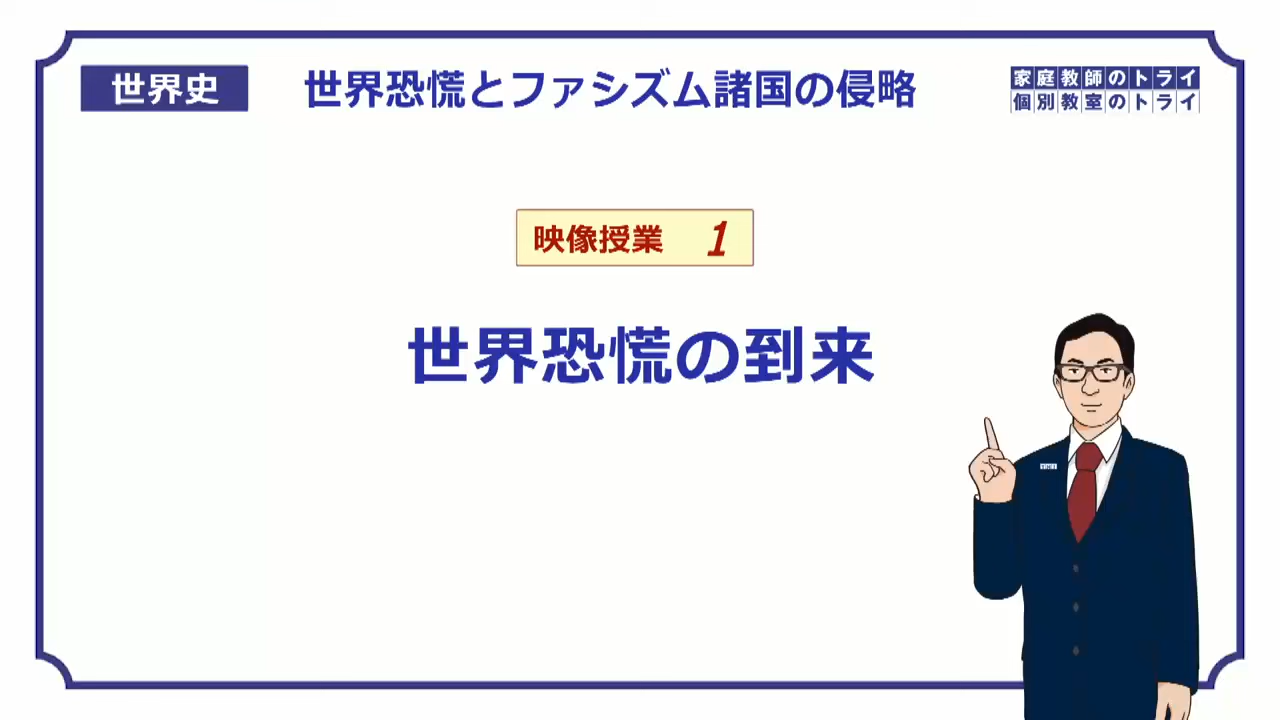 世界史
世界恐慌とファシズム諸国の侵略
家庭教師のトライ
個別教室のトライ
映像授業 1
世界恐慌の到来